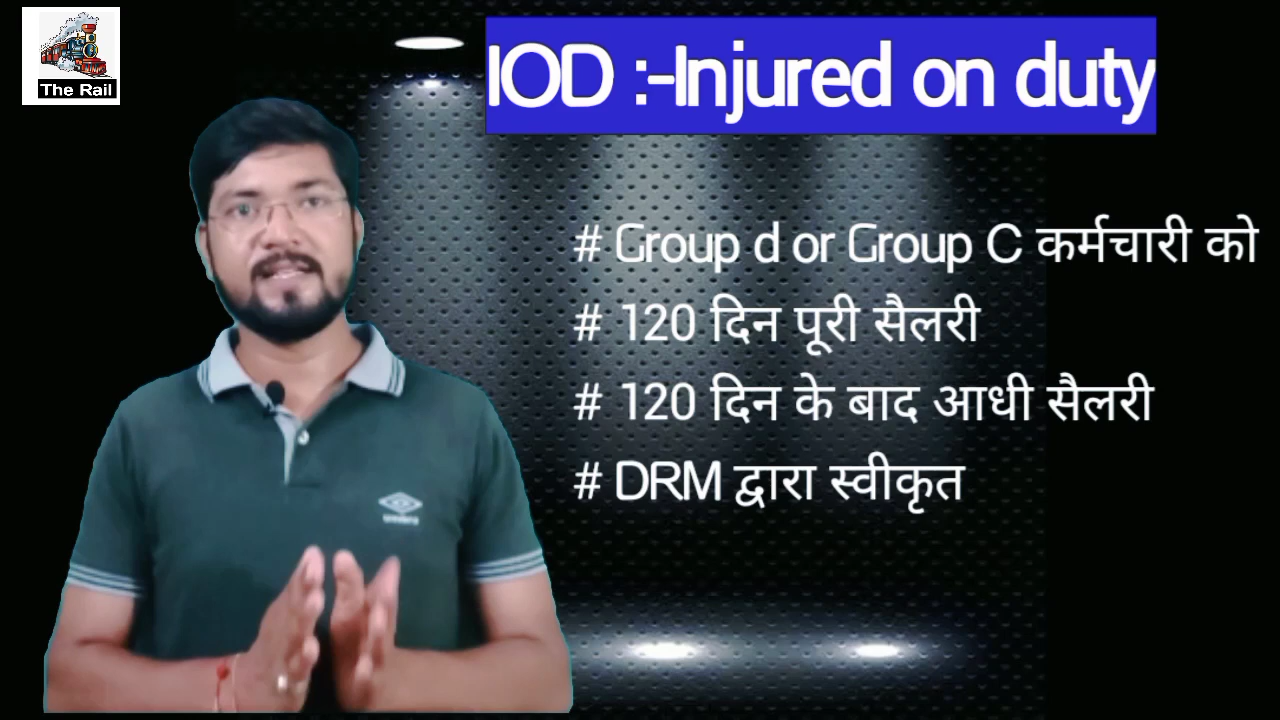 The Rail
IOD :-Injured on duty
# Group d or Group C कर्मचारी को
# 120 दिन पूरी सैलरी
# 120 दिन के बाद आधी सैलरी
# DRM द्वारा स्वीकृत